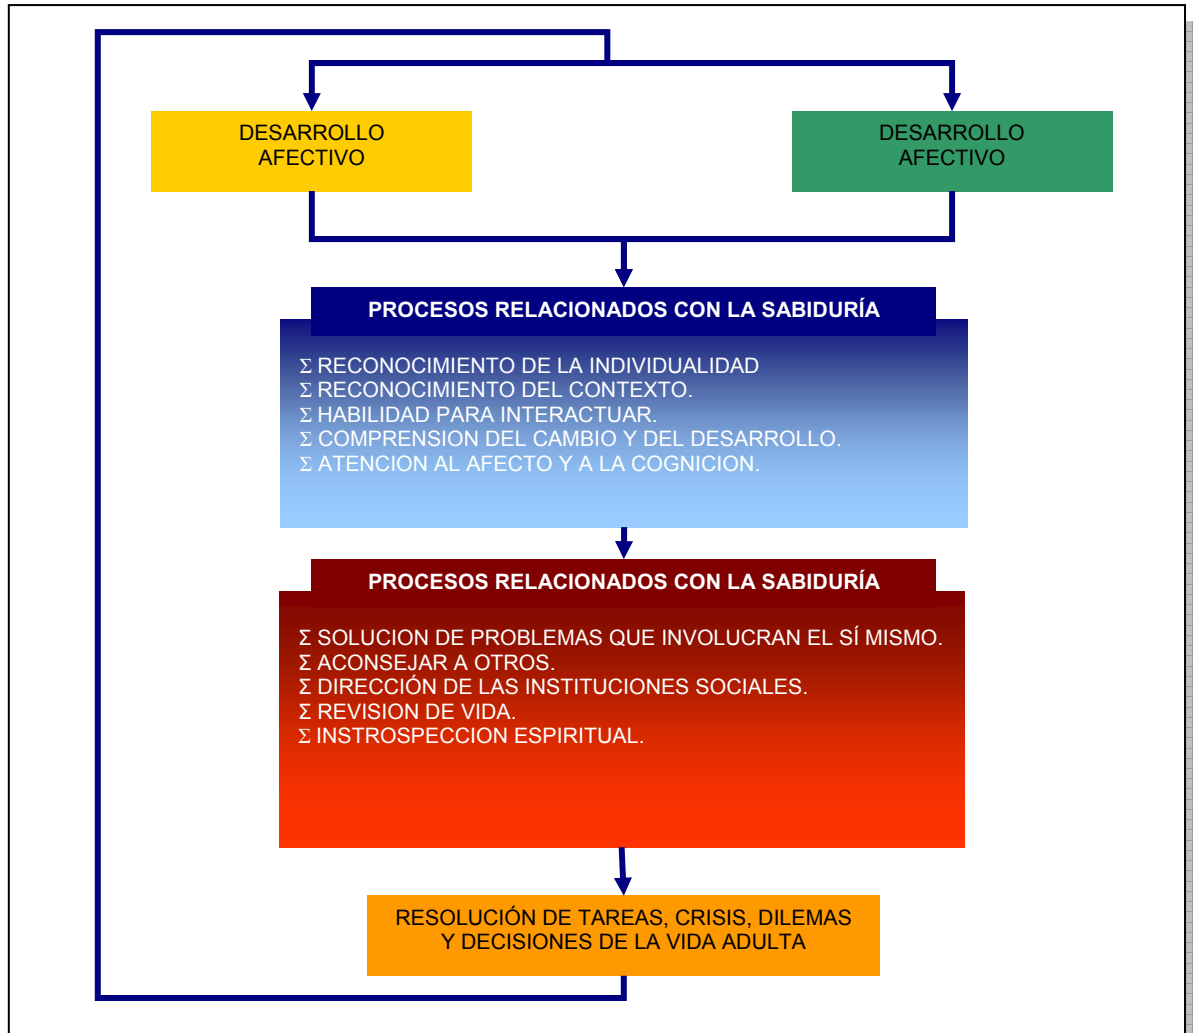 DESARROLLO
AFECTIVO
DESARROLLO
AFECTIVO
PROCESOS RELACIONADOS CON LA SABIDURÍA
Σ RECONOCIMIENTO DE LA INDIVIDUALIDAD
Σ RECONOCIMIENTO DEL CONTEXTO.
Σ HABILIDAD PARA INTERACTUAR.
Σ COMPRENSION DEL CAMBIO Y DEL DESARROLLO.
Σ ATENCION AL AFECTO Y A LA COGNICION.
PROCESOS RELACIONADOS CON LA SABIDURÍA
Σ SOLUCION DE PROBLEMAS QUE INVOLUCRAN EL SÍ MISMO.
Σ ACONSEJAR A OTROS.
Σ DIRECCIÓN DE LAS INSTITUCIONES SOCIALES.
Σ REVISION DE VIDA.
Σ INSTROSPECCION ESPIRITUAL.
RESOLUCIÓN DE TAREAS, CRISIS, DILEMAS
Y DECISIONES DE LA VIDA ADULTA